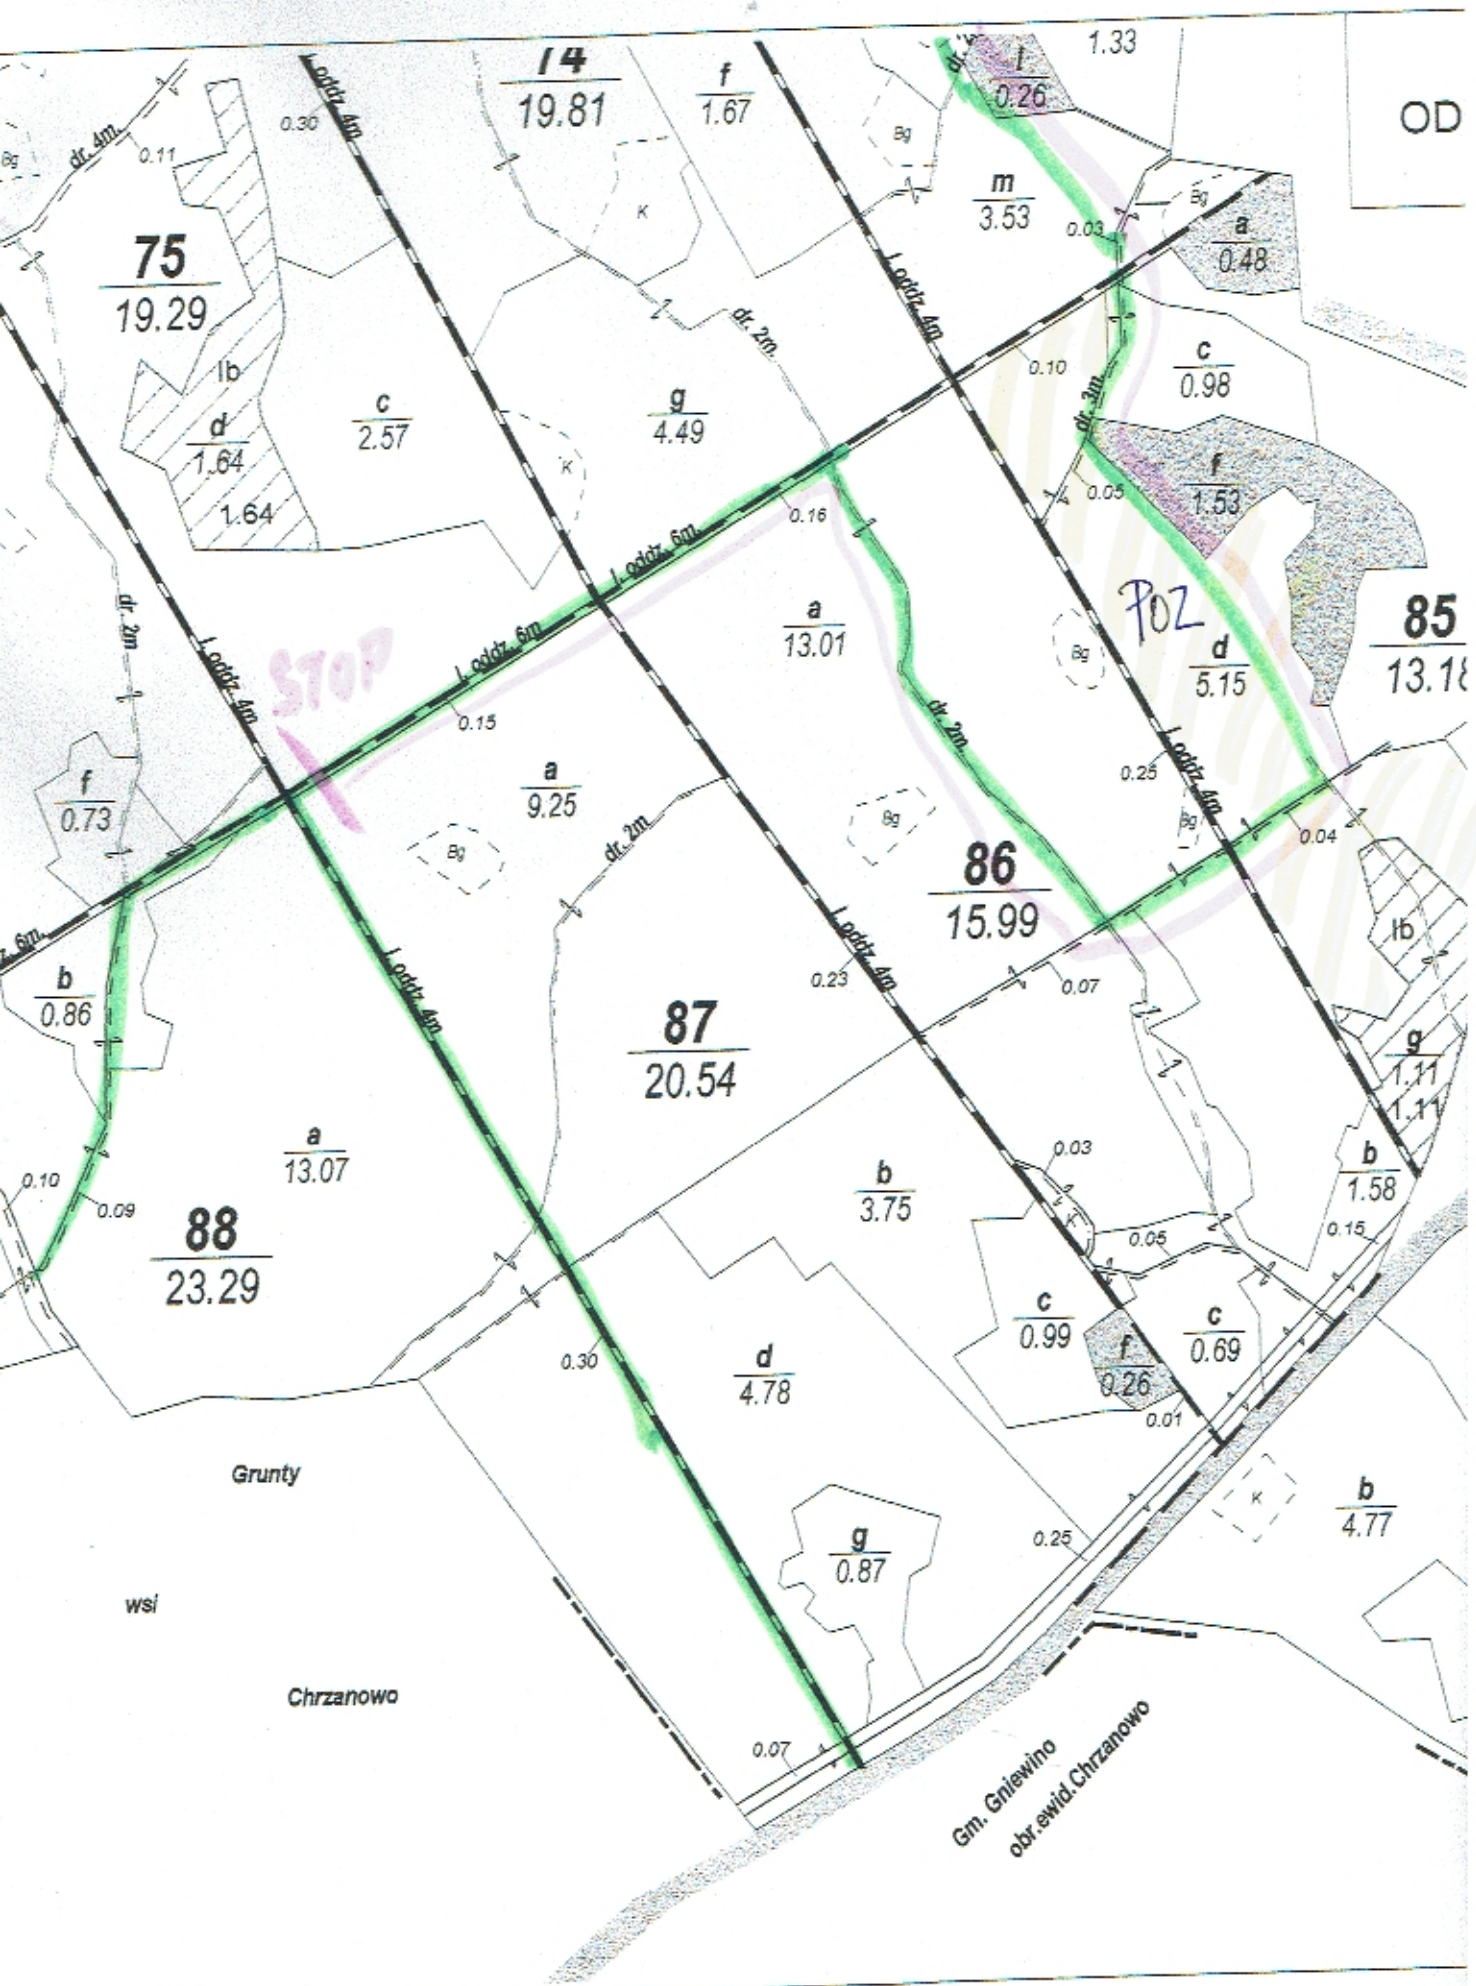 74
19.81
f
1.67
l
0.26
1.33
OD
l. oddz. 4m.
0.30
dr. 4m.
0.11
Bg
Bg
K
m
3.53
0.03
Bg
a
0.48
75
19.29
l. oddz. 4m.
dr. 2m.
0.10
c
0.98
lb
d
1.64
1.64
c
2.57
g
4.49
K
dr. 3m.
0.05
f
1.53
0.16
l. oddz. 6m.
dr. 2m
l. oddz. 4m
STOP
l. oddz. 6m
0.15
a
13.01
Bg
POZ
d
5.15
85
13.18
dr. 2m.
0.25
l. oddz. 4m
f
0.73
a
9.25
Bg
dr. 2m.
Bg
Bg
0.04
86
15.99
lb
z. 6m.
b
0.86
l. oddz. 4m
0.23
l. oddz. 4m
0.07
87
20.54
g
1.11
1.11
a
13.07
0.10
0.09
88
23.29
0.03
b
3.75
K
0.05
b
1.58
0.15
c
0.99
c
0.69
f
0.26
0.01
0.30
d
4.78
Grunty
K
b
4.77
g
0.87
0.25
wsi
Chrzanowo
0.07
Gm. Gniewino
obr.ewid.Chrzanowo